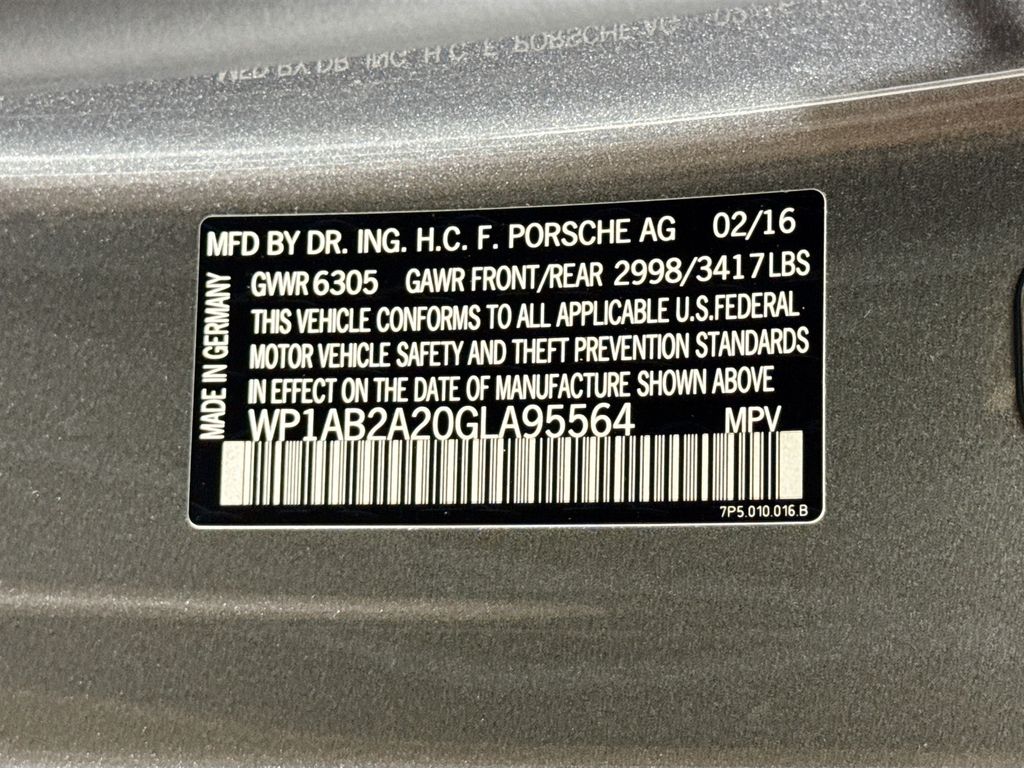 MFD BY DR. ING. H.C. F. PORSCHE AG 02/16
GVWR 6305 GAWR FRONT/REAR 2998/3417 LBS
THIS VEHICLE CONFORMS TO ALL APPLICABLE U.S. FEDERAL
MOTOR VEHICLE SAFETY AND THEFT PREVENTION STANDARDS
IN EFFECT ON THE DATE OF MANUFACTURE SHOWN ABOVE
WP1AB2A20GLA95564 MPV
7P5.010.016.B
MADE IN GERMANY